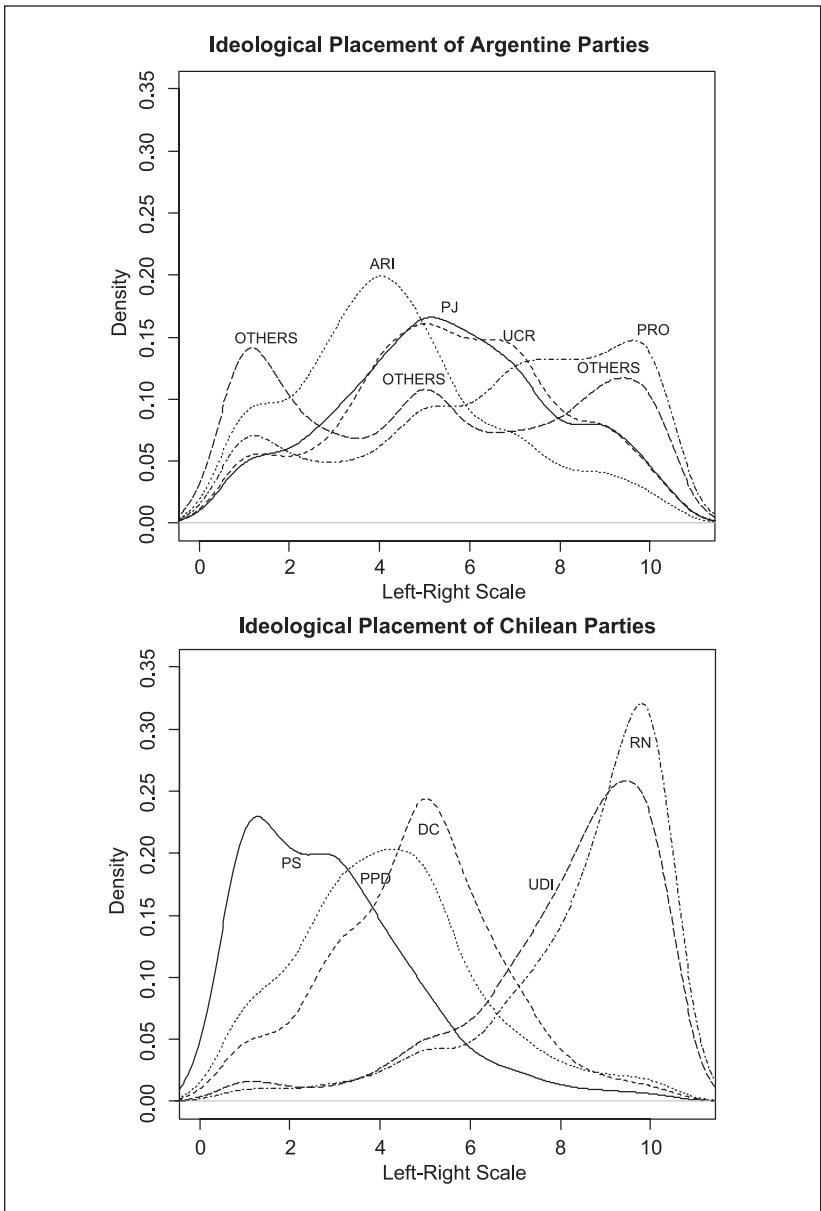 Ideological Placement of Argentine Parties
0.35
0.30
0.25
0.20
0.15
0.10
0.05
0.00
Density
ARI
PJ
OTHERS
UCR
PRO
OTHERS
OTHERS
0 2 4 6 8 10
Left-Right Scale
Ideological Placement of Chilean Parties
0.35
0.30
0.25
0.20
0.15
0.10
0.05
0.00
Density
RN
DC
PS
PPD
UDI
0 2 4 6 8 10
Left-Right Scale